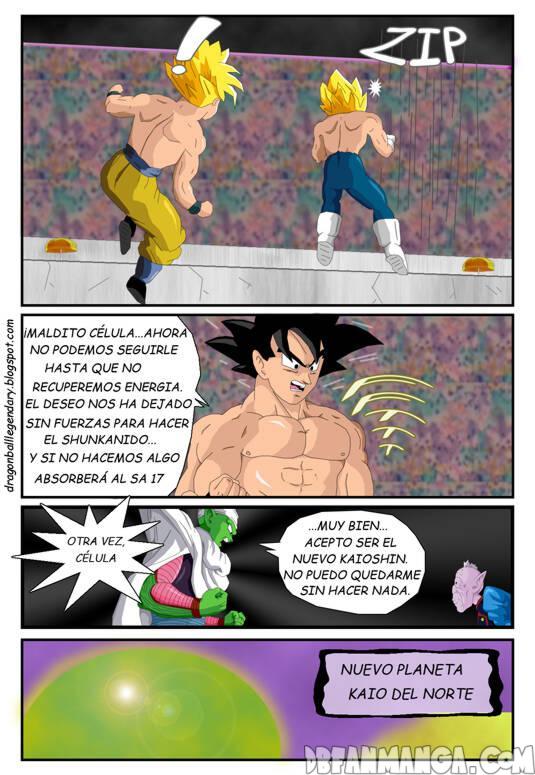 ZIP
¡MALDITO CÉLULA...AHORA
NO PODEMOS SEGUIRLE
HASTA QUE NO
RECUPEREMOS ENERGIA.
EL DESEO NOS HA DEJADO
SIN FUERZAS PARA HACER
EL SHUNKANIDO...
Y SI NO HACEMOS ALGO
ABSORBERÁ AL SA 17
dragonballlegendary.blogspot.com
OTRA VEZ,
CÉLULA
...MUY BIEN...
ACEPTO SER EL
NUEVO KAIOSHIN.
NO PUEDO QUEDARME
SIN HACER NADA.
NUEVO PLANETA
KAIO DEL NORTE
DBFANMANGA.COM